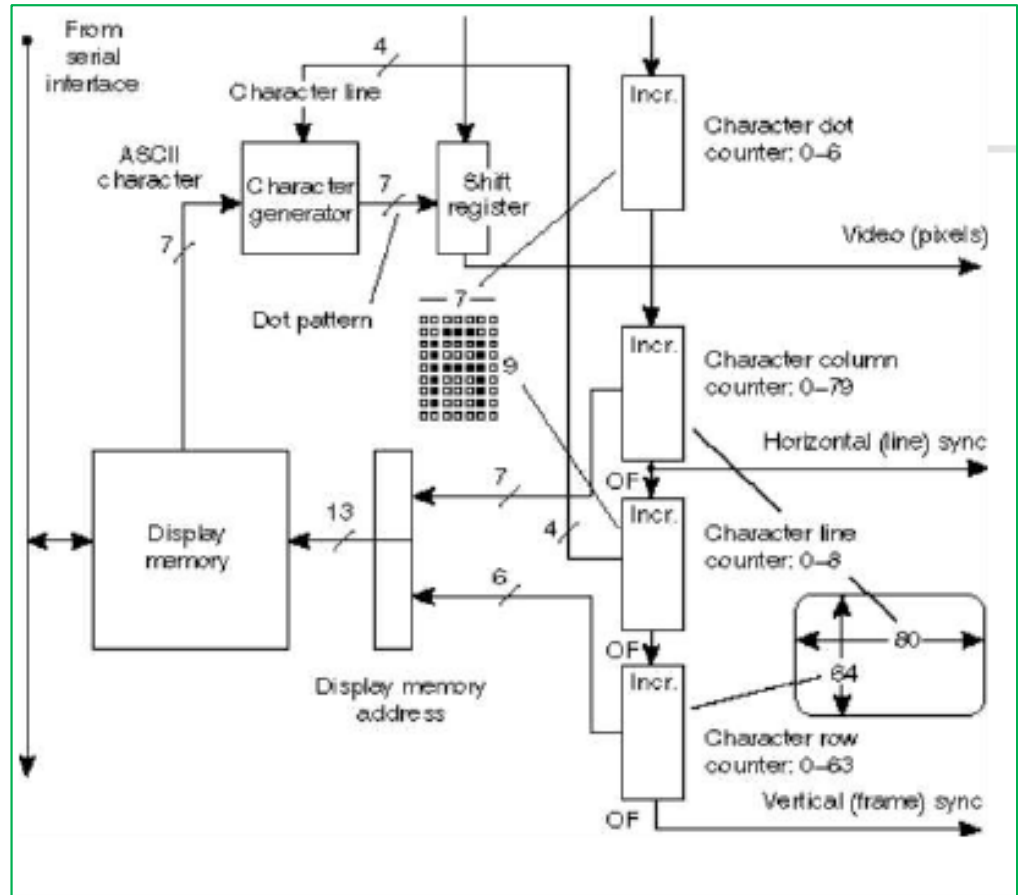 From
serial
interface
4
Character line
Incr.
Character dot
counter: 0–6
ASCII
character
Character
generator
7
Shift
register
7
Video (pixels)
Dot pattern
7
9
Incr.
Character column
counter: 0–79
Horizontal (line) sync
OF
Display
memory
13
7
4
Incr.
Character line
counter: 0–8
6
80
64
OF
Incr.
Display memory
address
Character row
counter: 0–63
OF
Vertical (frame) sync